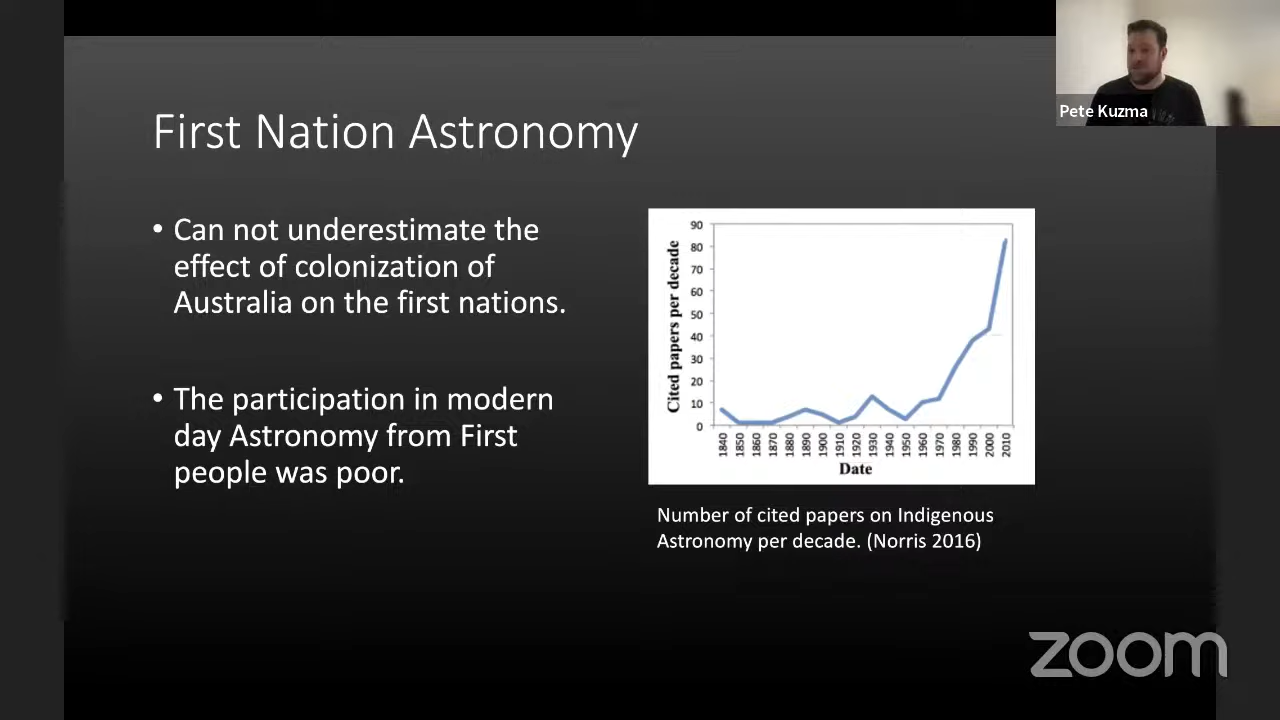 Pete Kuzma
First Nation Astronomy
• Can not underestimate the
effect of colonization of
Australia on the first nations.
• The participation in modern
day Astronomy from First
people was poor.
Cited papers per decade
90
80
70
60
50
40
30
20
10
0
1840 1850 1860 1870 1880 1890 1900 1910 1920 1930 1940 1950 1960 1970 1980 1990 2000 2010
Date
Number of cited papers on Indigenous
Astronomy per decade. (Norris 2016)
zoom